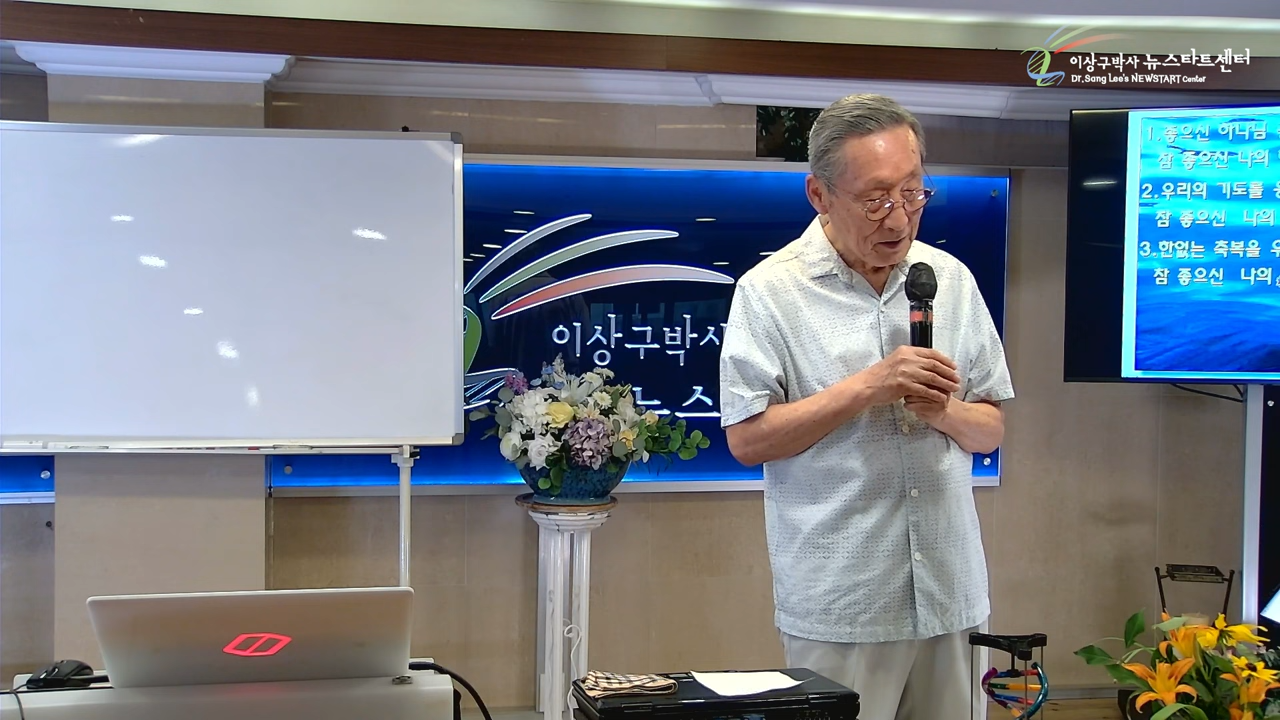 이상구박사 뉴스타트센터
Dr. Sang Lee's NEWSTART Center
1.좋으신 하나님
참 좋으신 나의
2.우리의 기도를
참 좋으신 나의
3.한없는 축복을
참 좋으신 나의
이상구박사
뉴스